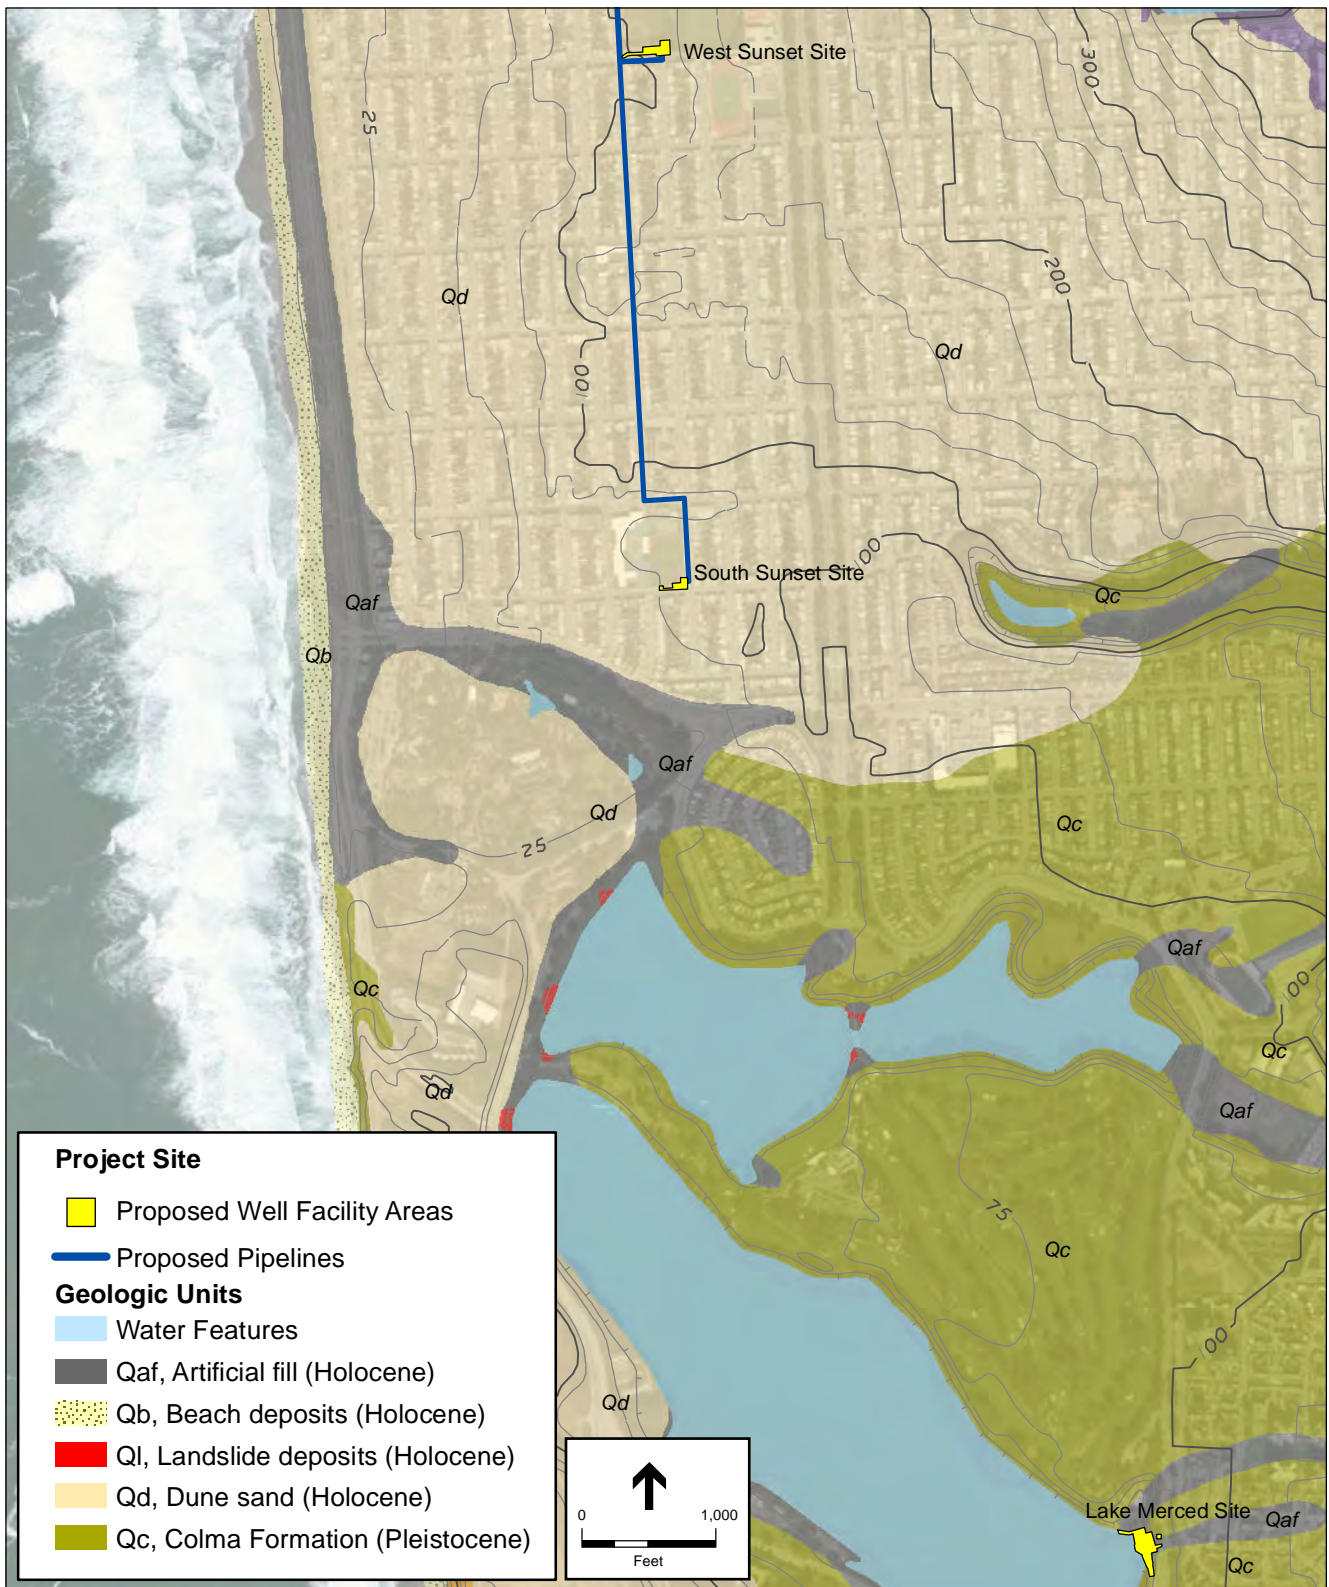 West Sunset Site
300
25
200
Qd
Qd
100
100
South Sunset Site
Qc
Qaf
Qb
Qaf
Qd
25
Qc
Qaf
Qc
100
Qc
Qd
Qaf
75
Qc
100
Qd
Lake Merced Site
Qaf
Qc
Project Site
Proposed Well Facility Areas
Proposed Pipelines
Geologic Units
Water Features
Qaf, Artificial fill (Holocene)
Qb, Beach deposits (Holocene)
Ql, Landslide deposits (Holocene)
Qd, Dune sand (Holocene)
Qc, Colma Formation (Pleistocene)
0 1,000
Feet